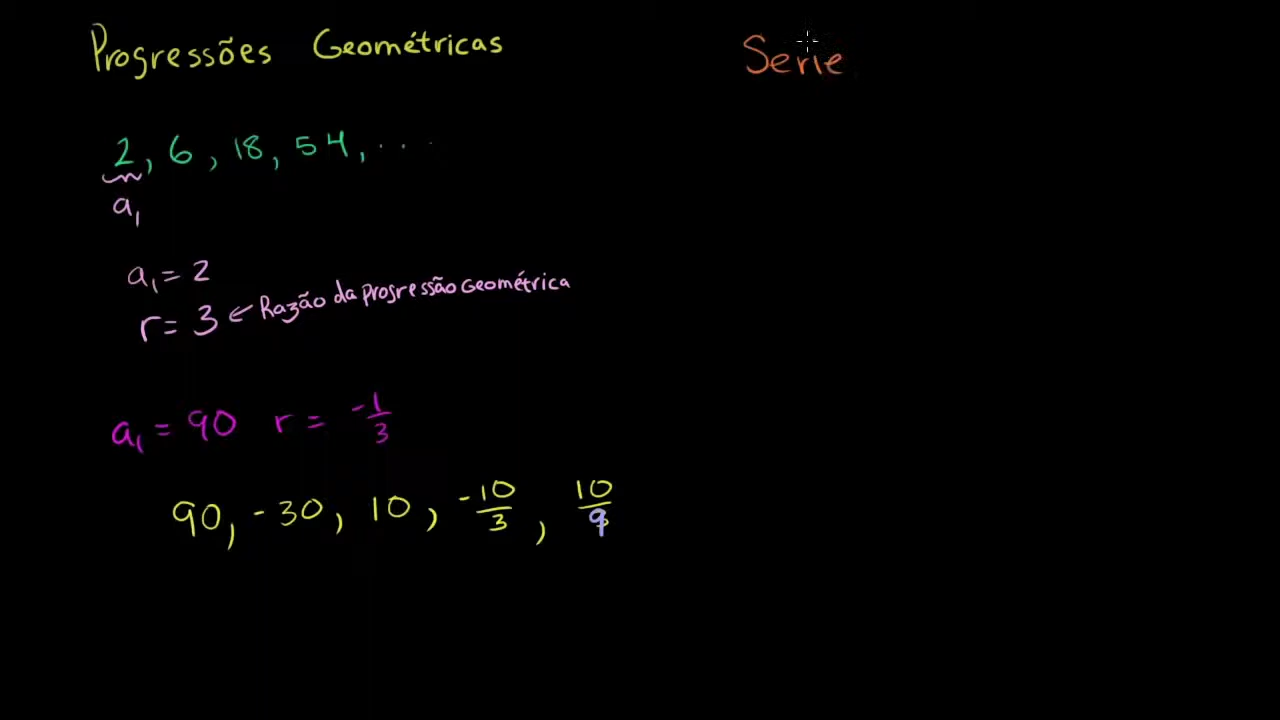 Progressões Geométricas
Serie
2, 6, 18, 54, ...
a₁
a₁ = 2
r = 3 ← Razão da progressão Geométrica
a₁ = 90 r = -1/3
90, -30, 10, -10/3, 10/9